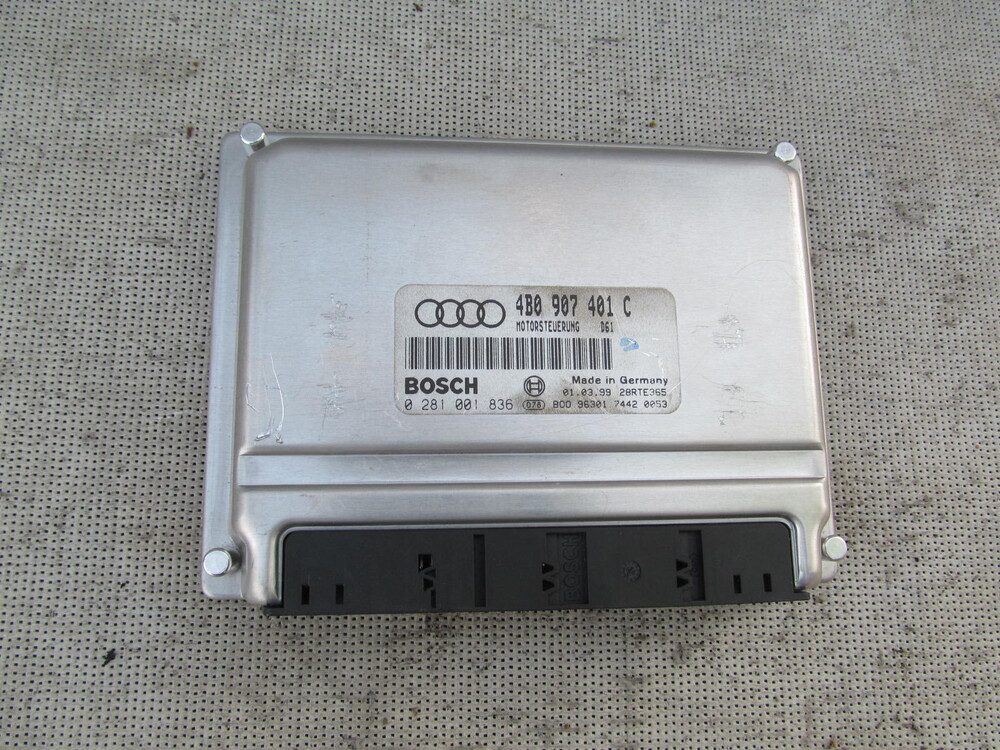 4B0 907 401 C
MOTORSTEUERUNG D61
BOSCH Made in Germany
01.03.99 28RTE365
0 281 001 836 076 B00 96301 7442 0053
BOSCH